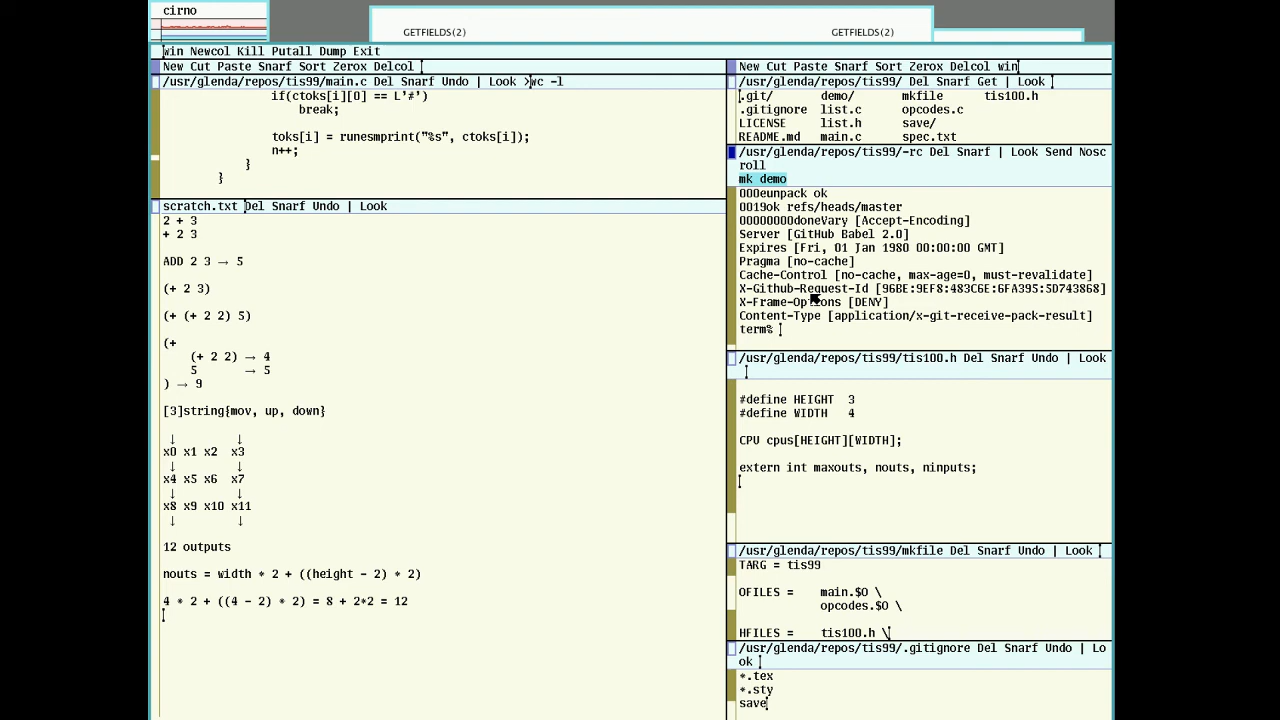 cirno
GETFIELDS(2)
GETFIELDS(2)
win Newcol Kill Putall Dump Exit
New Cut Paste Snarf Sort Zerox Delcol
/usr/glenda/repos/tis99/main.c Del Snarf Undo | Look >wc -l
if(ctoks[i][0] == L'#')
break;
toks[i] = runesmprint("%s", ctoks[i]);
n++;
}
}
scratch.txt Del Snarf Undo | Look
2 + 3
+ 2 3
ADD 2 3 → 5
(+ 2 3)
(+ (+ 2 2) 5)
(+
(+ 2 2) → 4
5 → 5
) → 9
[3]string{mov, up, down}
↓ ↓
x0 x1 x2 x3
↓ ↓
x4 x5 x6 x7
↓ ↓
x8 x9 x10 x11
↓ ↓
12 outputs
nouts = width * 2 + ((height - 2) * 2)
4 * 2 + ((4 - 2) * 2) = 8 + 2*2 = 12
New Cut Paste Snarf Sort Zerox Delcol win
/usr/glenda/repos/tis99/ Del Snarf Get | Look
.git/ demo/ mkfile tis100.h
.gitignore list.c opcodes.c
LICENSE list.h save/
README.md main.c spec.txt
/usr/glenda/repos/tis99/-rc Del Snarf | Look Send Nosc
roll
mk demo
000eunpack ok
0019ok refs/heads/master
00000000doneVary [Accept-Encoding]
Server [GitHub Babel 2.0]
Expires [Fri, 01 Jan 1980 00:00:00 GMT]
Pragma [no-cache]
Cache-Control [no-cache, max-age=0, must-revalidate]
X-Github-Request-Id [96BE:9EF8:483C6E:6FA395:5D743868]
X-Frame-Options [DENY]
Content-Type [application/x-git-receive-pack-result]
term%
/usr/glenda/repos/tis99/tis100.h Del Snarf Undo | Look
#define HEIGHT 3
#define WIDTH 4
CPU cpus[HEIGHT][WIDTH];
extern int maxouts, nouts, ninputs;
/usr/glenda/repos/tis99/mkfile Del Snarf Undo | Look
TARG = tis99
OFILES = main.$O \
opcodes.$O \
HFILES = tis100.h \
/usr/glenda/repos/tis99/.gitignore Del Snarf Undo | Lo
ok
*.tex
*.sty
save